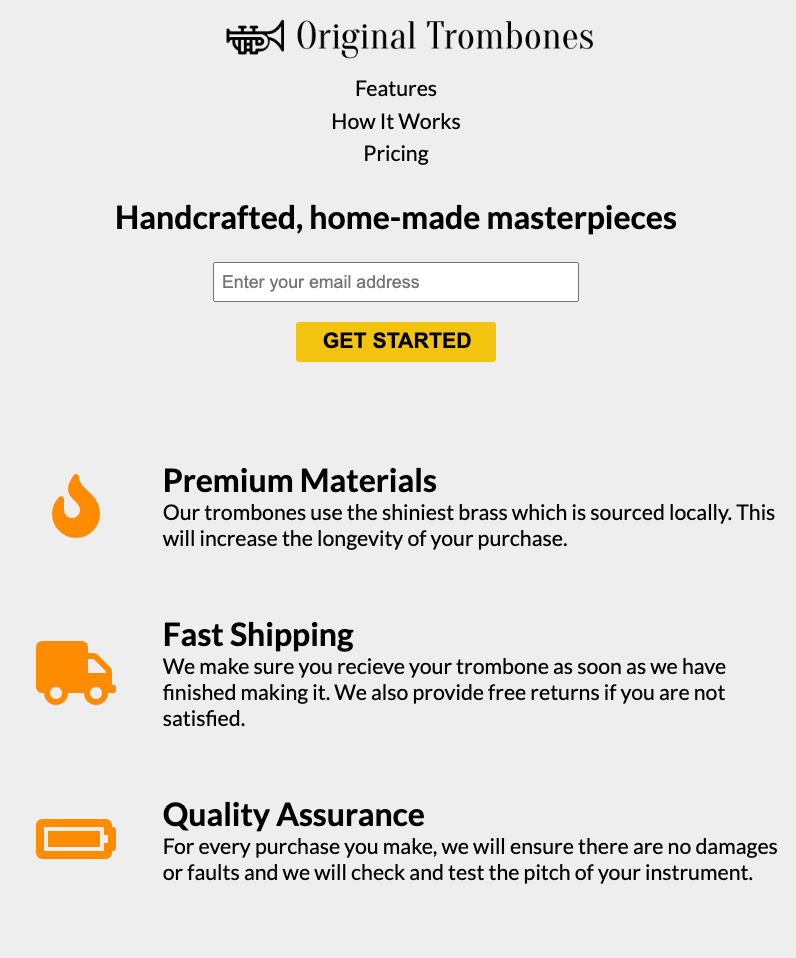 Original Trombones
Features
How It Works
Pricing
Handcrafted, home-made masterpieces
Enter your email address
GET STARTED
Premium Materials
Our trombones use the shiniest brass which is sourced locally. This
will increase the longevity of your purchase.
Fast Shipping
We make sure you recieve your trombone as soon as we have
finished making it. We also provide free returns if you are not
satisfied.
Quality Assurance
For every purchase you make, we will ensure there are no damages
or faults and we will check and test the pitch of your instrument.